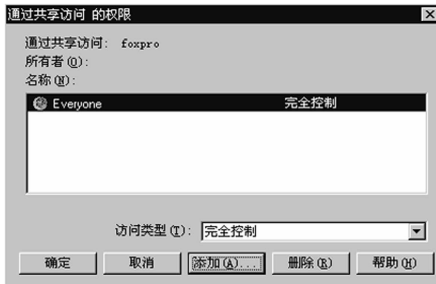 通过共享访问 的权限
通过共享访问: foxpro
所有者(O):
名称(N):
Everyone 完全控制
访问类型(T): 完全控制
确定 取消 添加(A)... 删除(R) 帮助(H)